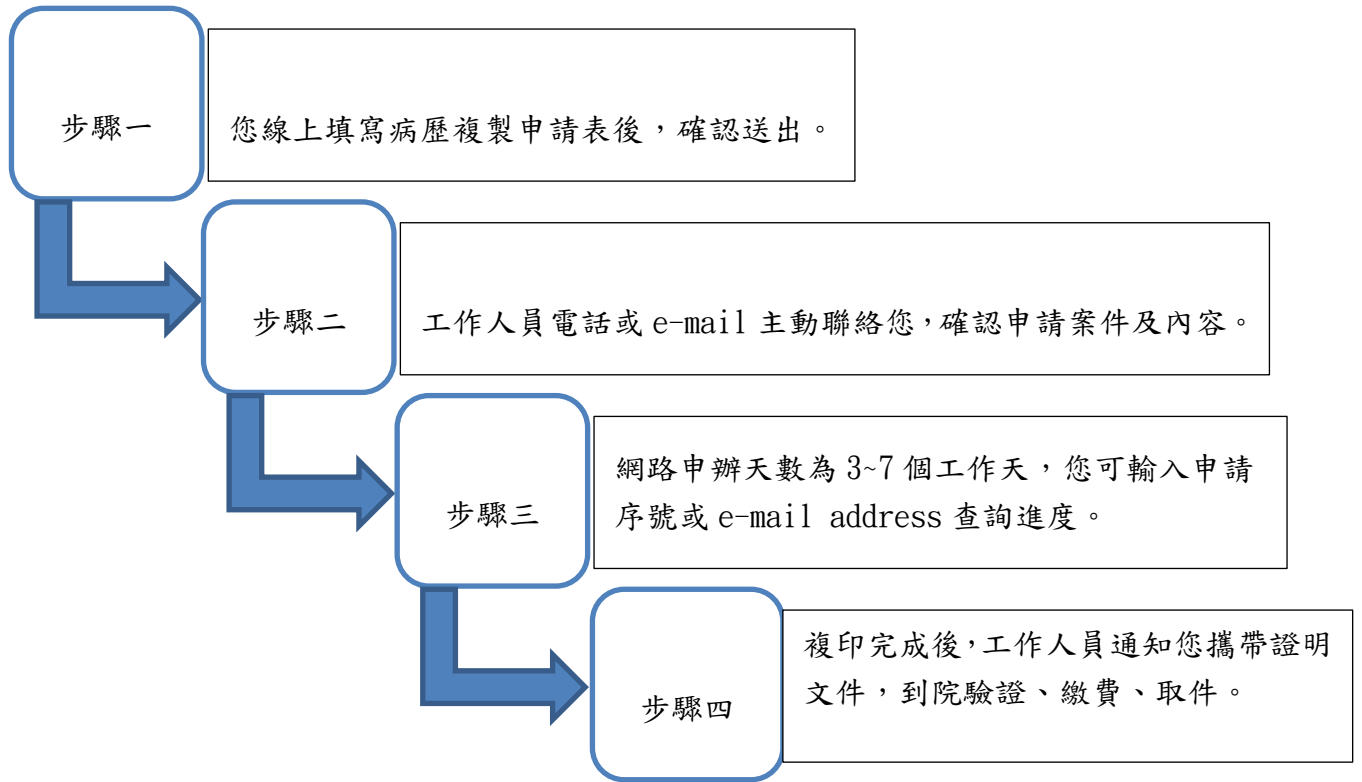 步驟一
您線上填寫病歷複製申請表後，確認送出。
步驟二
工作人員電話或 e-mail 主動聯絡您，確認申請案件及內容。
步驟三
網路申辦天數為 3~7 個工作天，您可輸入申請
序號或 e-mail address 查詢進度。
步驟四
複印完成後，工作人員通知您攜帶證明
文件，到院驗證、繳費、取件。